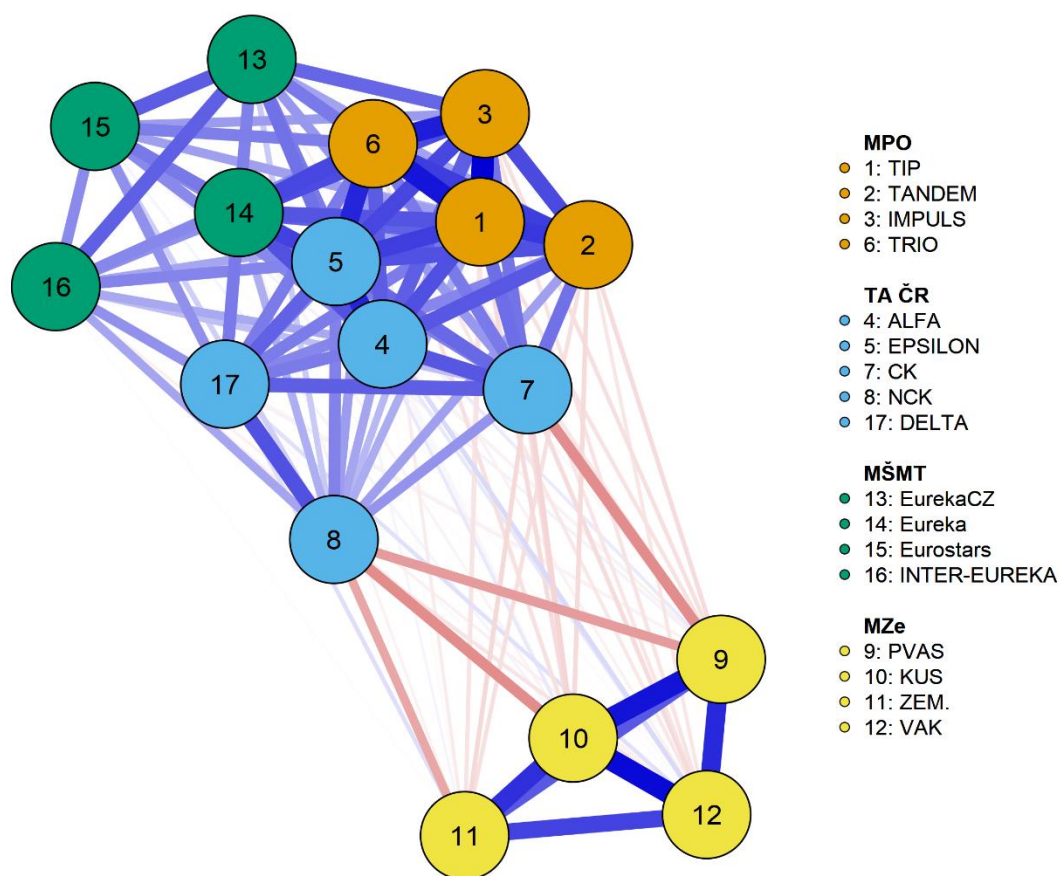 13
3
15
6
14
1
2
5
16
4
17
7
8
9
10
12
11
MPO
1: TIP
2: TANDEM
3: IMPULS
6: TRIO
TA ČR
4: ALFA
5: EPSILON
7: CK
8: NCK
17: DELTA
MŠMT
13: EurekaCZ
14: Eureka
15: Eurostars
16: INTER-EUREKA
MZe
9: PVAS
10: KUS
11: ZEM.
12: VAK